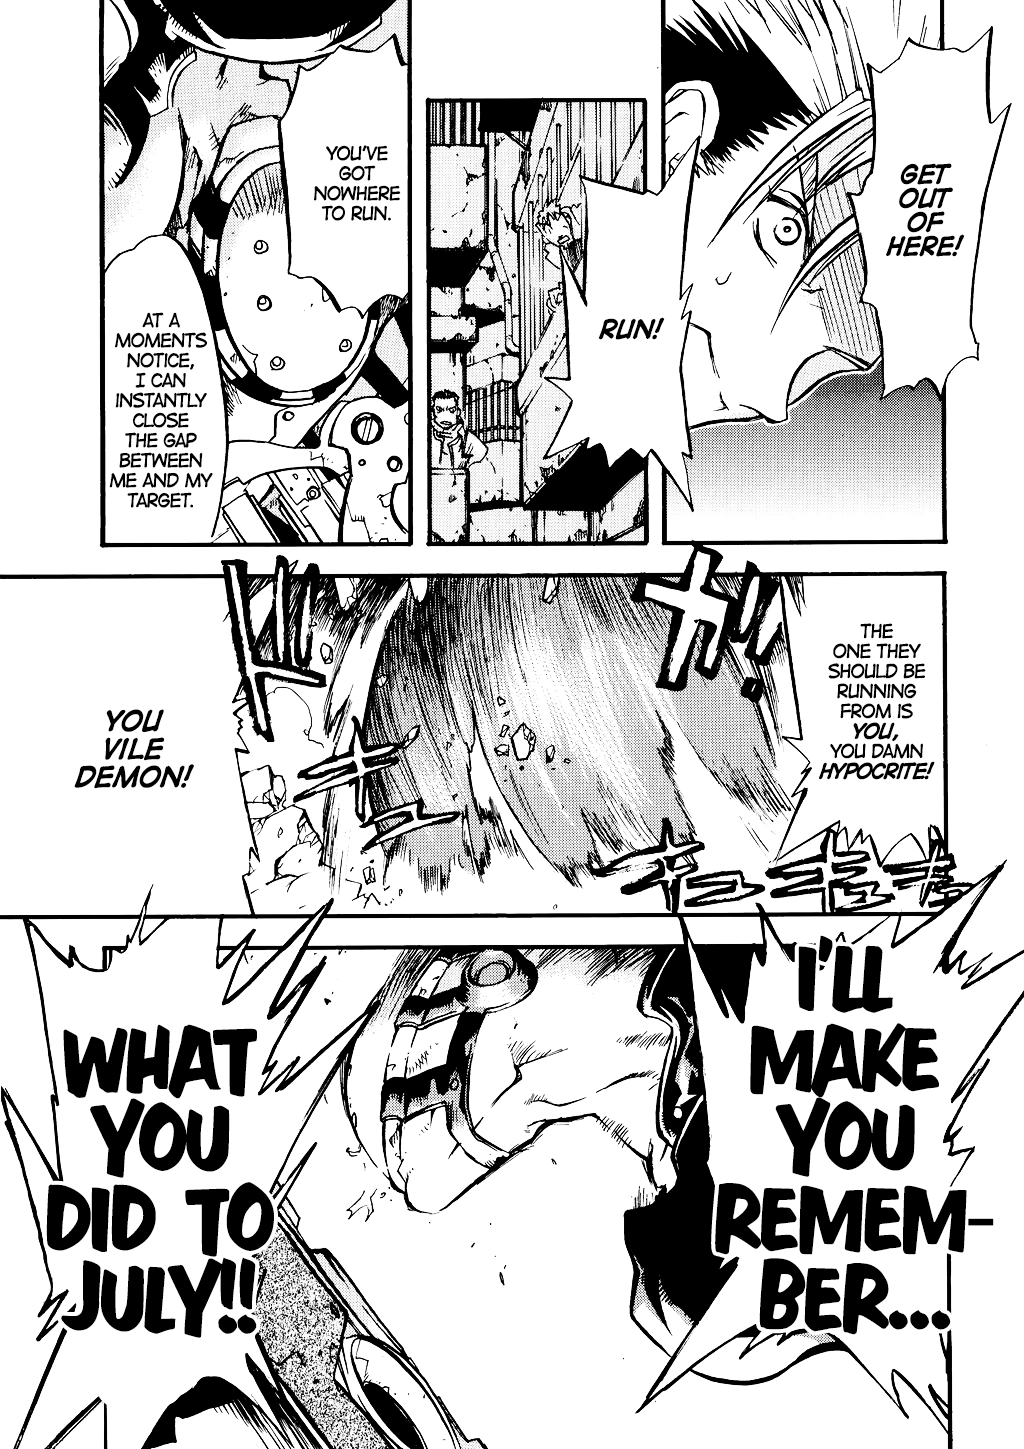 GET
OUT
OF
HERE!
RUN!
YOU'VE
GOT
NOWHERE
TO RUN.
AT A
MOMENTS
NOTICE,
I CAN
INSTANTLY
CLOSE
THE GAP
BETWEEN
ME AND MY
TARGET.
THE
ONE THEY
SHOULD BE
RUNNING
FROM IS
YOU,
YOU DAMN
HYPOCRITE!
YOU
VILE
DEMON!
I'LL
MAKE
YOU
REMEM-
BER...
WHAT
YOU
DID TO
JULY!!